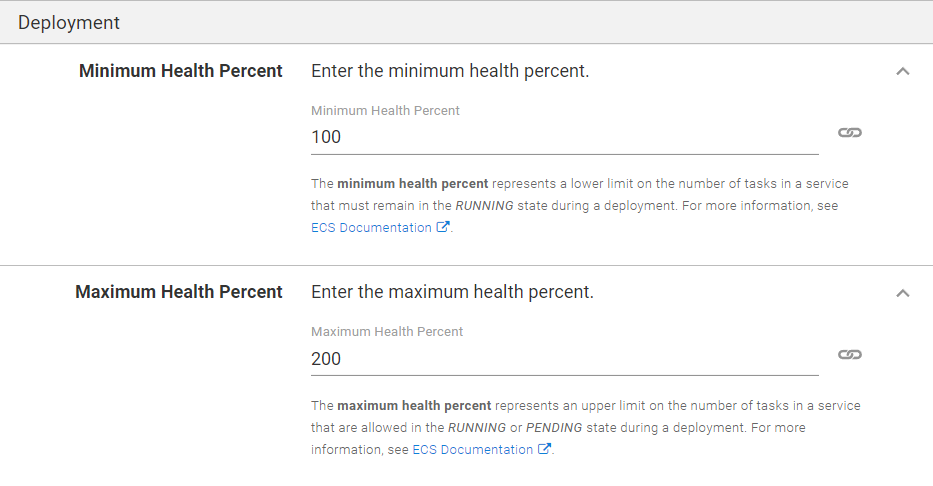 Deployment
Minimum Health Percent
Enter the minimum health percent.
Minimum Health Percent
100
The minimum health percent represents a lower limit on the number of tasks in a service
that must remain in the RUNNING state during a deployment. For more information, see
ECS Documentation.
Maximum Health Percent
Enter the maximum health percent.
Maximum Health Percent
200
The maximum health percent represents an upper limit on the number of tasks in a service
that are allowed in the RUNNING or PENDING state during a deployment. For more
information, see ECS Documentation.